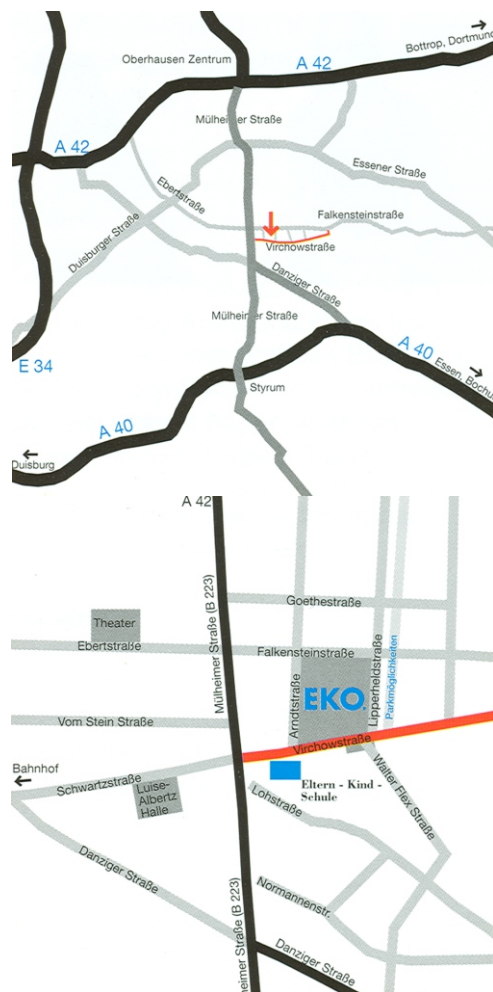 Bottrop, Dortmund
Oberhausen Zentrum
A 42
Mülheimer Straße
A 42
Essener Straße
Ebertstraße
Falkensteinstraße
Duisburger Straße
Virchowstraße
Danziger Straße
Mülheimer Straße
A 40
E 34
Essen, Bochu
Styrum
A 40
Duisburg
A 42
Mülheimer Straße (B 223)
Goethestraße
Theater
Ebertstraße
Falkensteinstraße
Arndtstraße
EKO.
Lipperheidstraße
Parkmöglichkeiten
Vom Stein Straße
Virchowstraße
Bahnhof
Schwartzstraße
Luise-
Albertz
Halle
Eltern - Kind -
Schule
Walter Flex Straße
Lohstraße
Danziger Straße
Normannenstr.
heimer Straße (B 223)
Danziger Straße